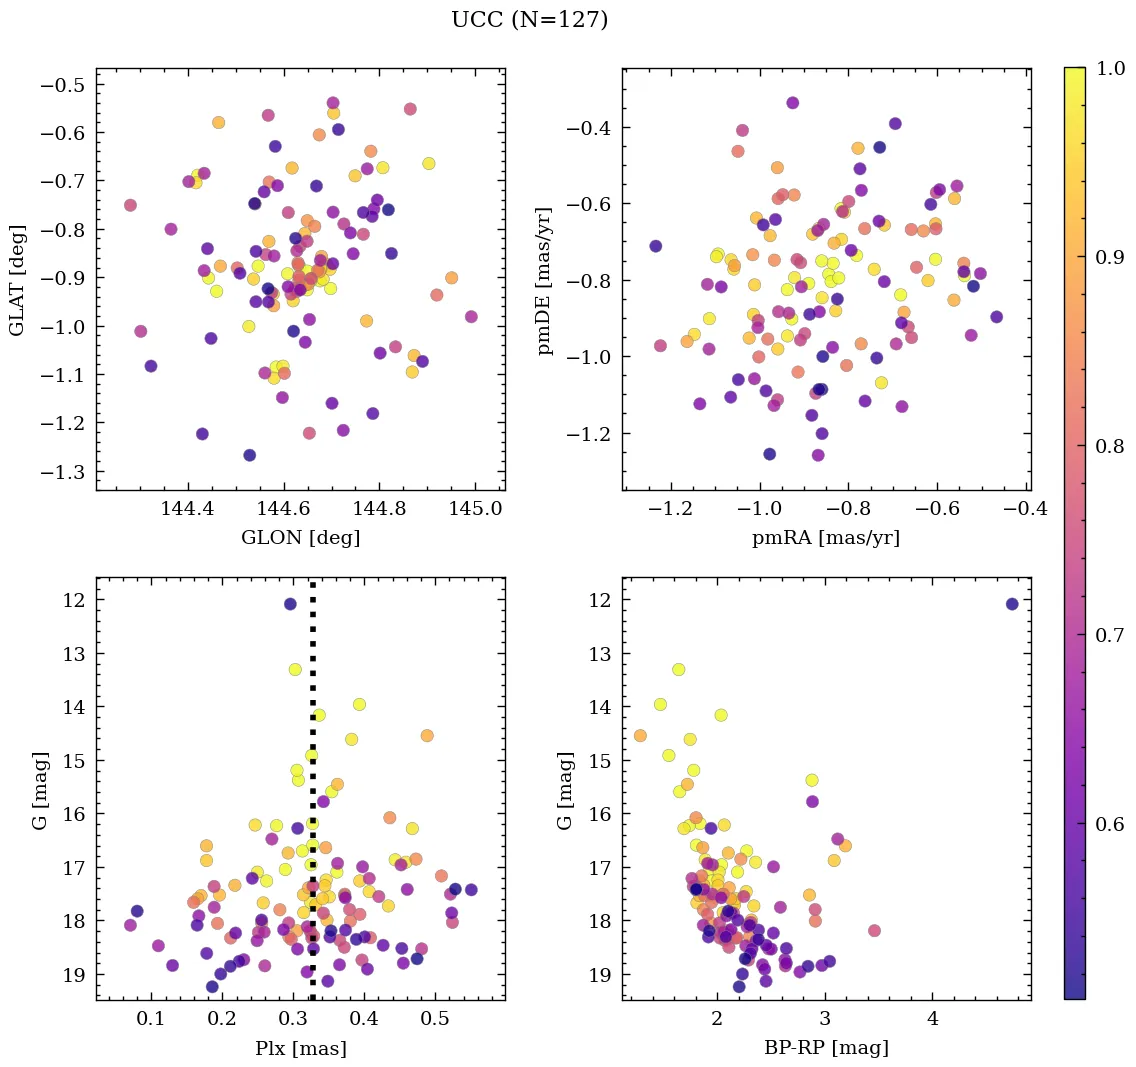 UCC (N=127)
−0.5
−0.6
−0.7
−0.8
−0.9
−1.0
−1.1
−1.2
−1.3
GLAT [deg]
144.4 144.6 144.8 145.0
GLON [deg]
−0.4
−0.6
−0.8
−1.0
−1.2
pmDE [mas/yr]
−1.2 −1.0 −0.8 −0.6 −0.4
pmRA [mas/yr]
12
13
14
15
16
17
18
19
G [mag]
0.1 0.2 0.3 0.4 0.5
Plx [mas]
12
13
14
15
16
17
18
19
G [mag]
2 3 4
BP-RP [mag]
1.0
0.9
0.8
0.7
0.6